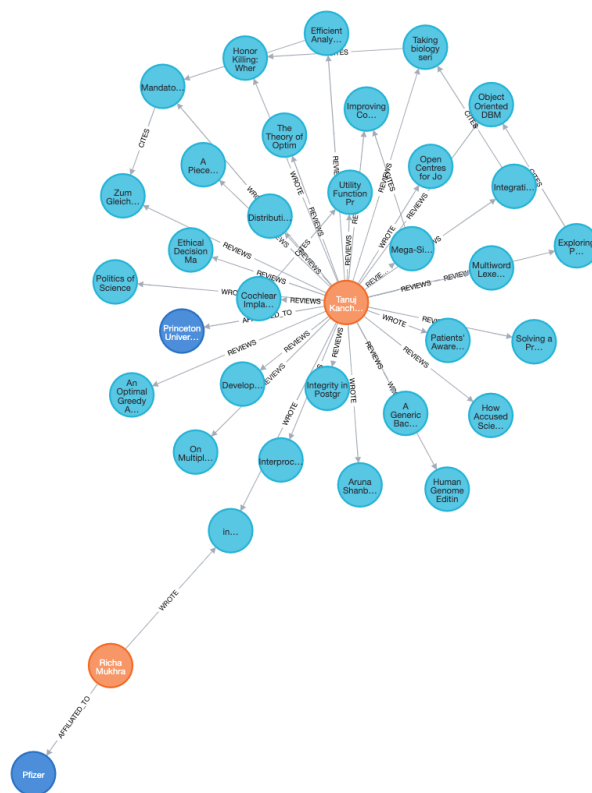 Efficient
Analy…
Honor
Killing:
Wher
Taking
biology
seri
CITES
Mandato…
Improving
Co…
Object
Oriented
DBM
The
Theory of
Optim
CITES
REVIEWS
REVIEWS
WROTE
A
Piece…
Open
Centres
for Jo
Zum
Gleich…
Utility
Function
Pr
Integrati…
Distributi…
CITES
Ethical
Decision
Ma
REVIEWS
WROTE
REVIEWS
Mega-Si…
Exploring
P…
Politics of
Science
REVIEWS
Multiword
Lexe…
Cochlear
Impla…
REVIEWS
Tanuj
Kanch…
Princeton
Univer…
AFFILIATED_TO
WROTE
Patients'
Aware…
Solving a
Pr…
REVIEWS
REVIEWS
REVIEWS
REVIEWS
REVIEWS
An
Optimal
Greedy
A…
Develop…
Integrity in
Postgr
WROTE
WROTE
A
Generic
Bac…
How
Accused
Scie…
On
Multipl…
Interproc…
Aruna
Shanb…
Human
Genome
Editin
in…
WROTE
Richa
Mukhra
AFFILIATED_TO
Pfizer